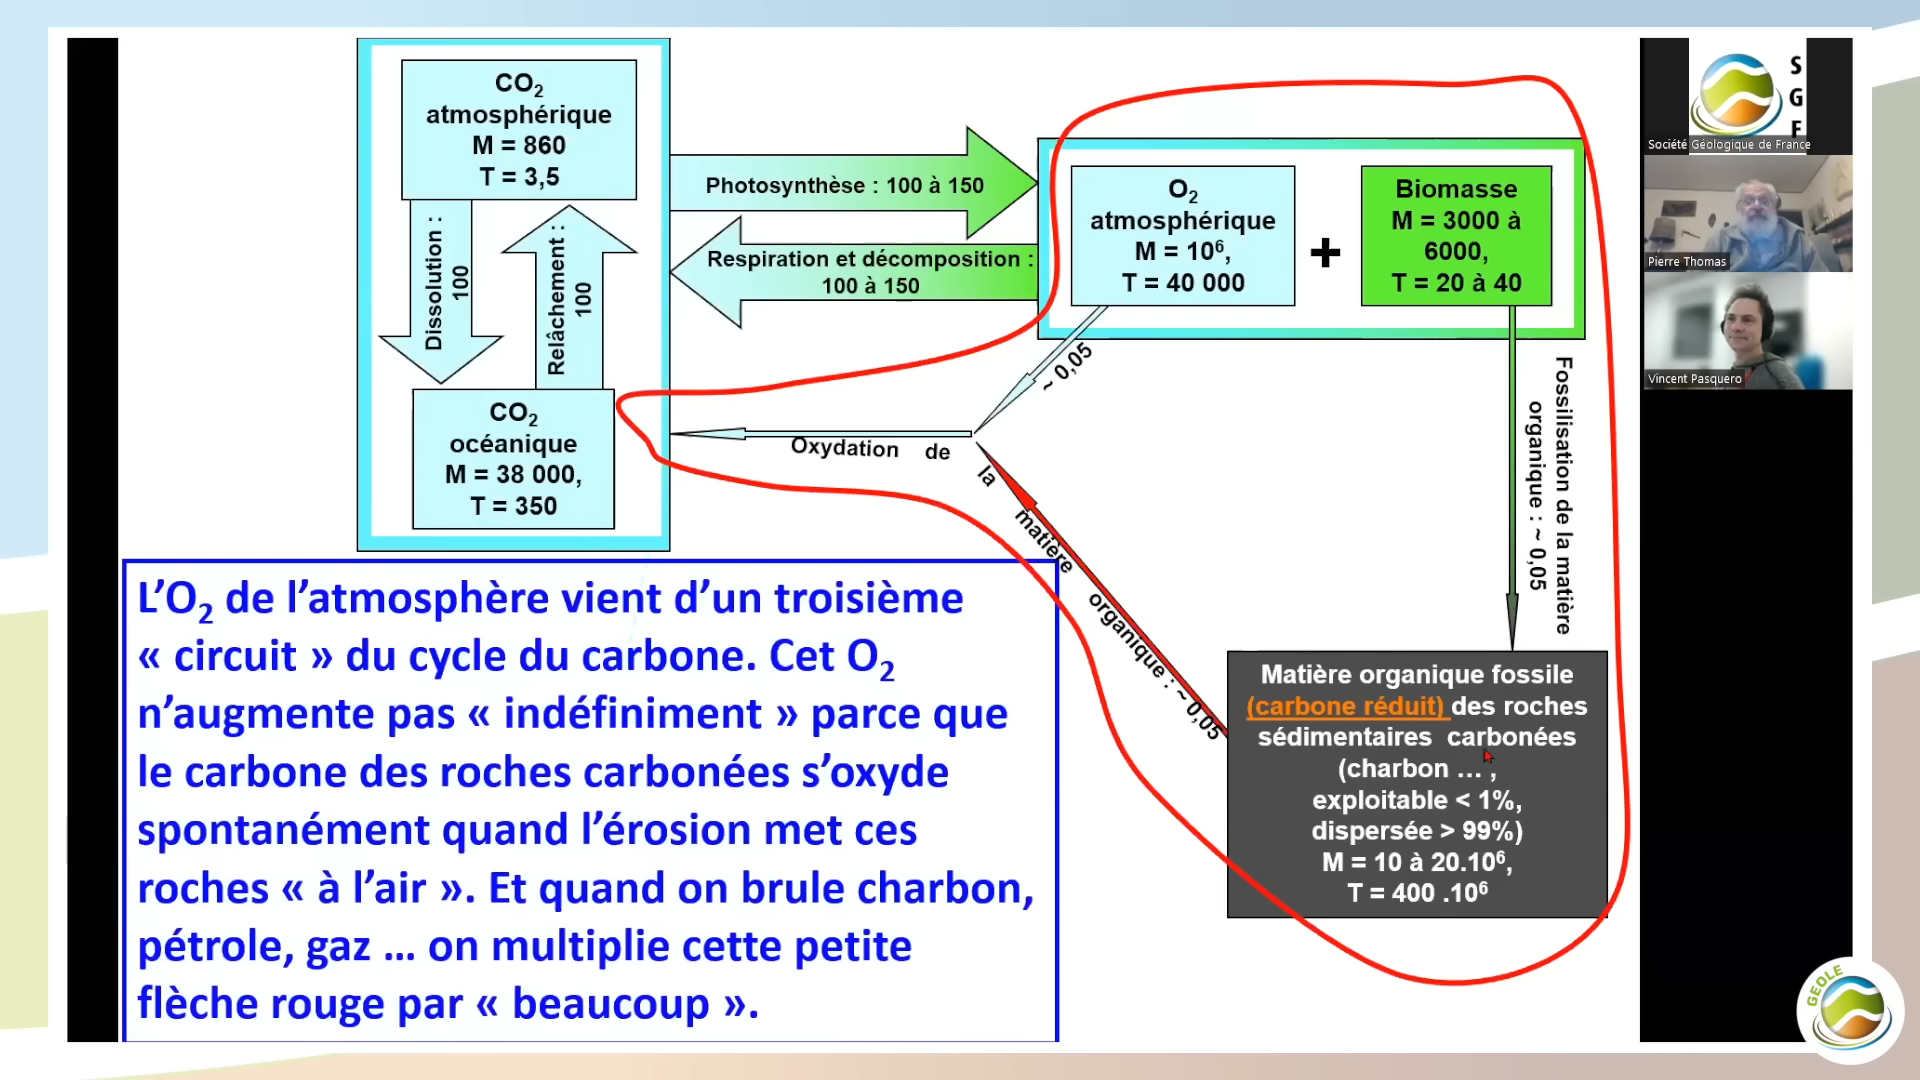 CO2
atmosphérique
M = 860
T = 3,5
Dissolution :
100
Relâchement :
100
CO2
océanique
M = 38 000,
T = 350
Photosynthèse : 100 à 150
Respiration et décomposition :
100 à 150
O2
atmosphérique
M = 10⁶,
T = 40 000
+
Biomasse
M = 3000 à
6000,
T = 20 à 40
~ 0,05
Oxydation de la matière organique : ~ 0,05
Fossilisation de la matière
organique : ~ 0,05
Matière organique fossile
(carbone réduit) des roches
sédimentaires carbonées
(charbon … ,
exploitable < 1%,
dispersée > 99%)
M = 10 à 20.10⁶,
T = 400 .10⁶
L’O2 de l’atmosphère vient d’un troisième
« circuit » du cycle du carbone. Cet O2
n’augmente pas « indéfiniment » parce que
le carbone des roches carbonées s’oxyde
spontanément quand l’érosion met ces
roches « à l’air ». Et quand on brule charbon,
pétrole, gaz … on multiplie cette petite
flèche rouge par « beaucoup ».
S
G
F
Société Géologique de France
Pierre Thomas
Vincent Pasquero
GEOLE